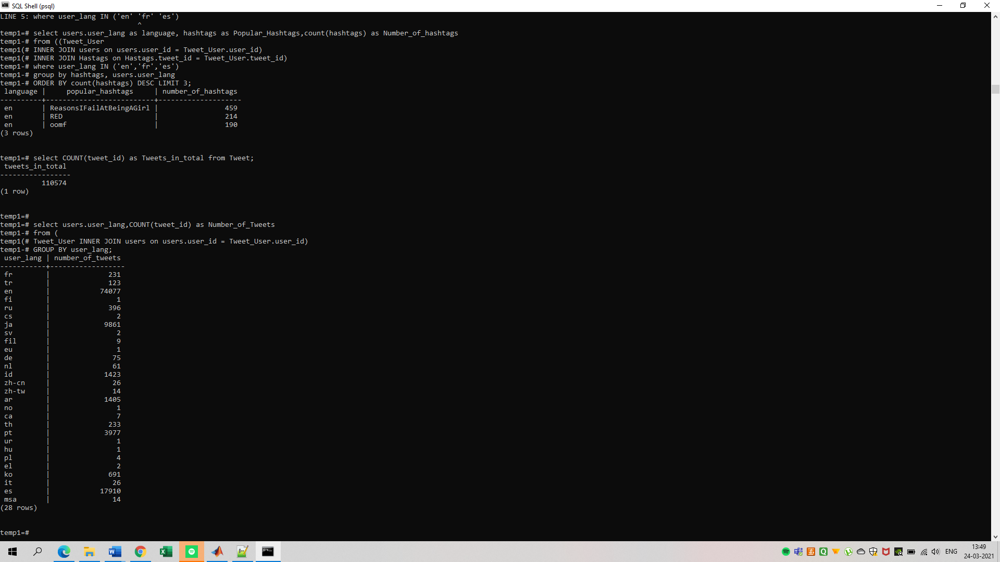 SQL Shell (psql)
LINE 5: where user_lang IN ('en' 'fr' 'es')
                                 ^
temp1=# select users.user_lang as language, hashtags as Popular_Hashtags,count(hashtags) as Number_of_hashtags
temp1-# from ((Tweet_User
temp1(# INNER JOIN users on users.user_id = Tweet_User.user_id)
temp1(# INNER JOIN Hastags on Hastags.tweet_id = Tweet_User.tweet_id)
temp1-# where user_lang IN ('en','fr','es')
temp1-# group by hashtags, users.user_lang
temp1-# ORDER BY count(hashtags) DESC LIMIT 3;
 language |     popular_hashtags     | number_of_hashtags
----------+--------------------------+--------------------
 en       | ReasonsIFailAtBeingAGirl |                459
 en       | RED                      |                214
 en       | oomf                     |                190
(3 rows)
temp1=# select COUNT(tweet_id) as Tweets_in_total from Tweet;
 tweets_in_total
-----------------
          110574
(1 row)
temp1=#
temp1=# select users.user_lang,COUNT(tweet_id) as Number_of_Tweets
temp1-# from (
temp1(# Tweet_User INNER JOIN users on users.user_id = Tweet_User.user_id)
temp1-# GROUP BY user_lang;
 user_lang | number_of_tweets
-----------+------------------
 fr        |              231
 tr        |              123
 en        |            74077
 fi        |                1
 ru        |              396
 cs        |                2
 ja        |             9861
 sv        |                2
 fil       |                9
 eu        |                1
 de        |               75
 nl        |               61
 id        |             1423
 zh-cn     |               26
 zh-tw     |               14
 ar        |             1405
 no        |                1
 ca        |                7
 th        |              233
 pt        |             3977
 ur        |                1
 hu        |                1
 pl        |                4
 el        |                2
 ko        |              691
 it        |               26
 es        |            17910
 msa       |               14
(28 rows)
temp1=#
ENG
13:49
24-03-2021